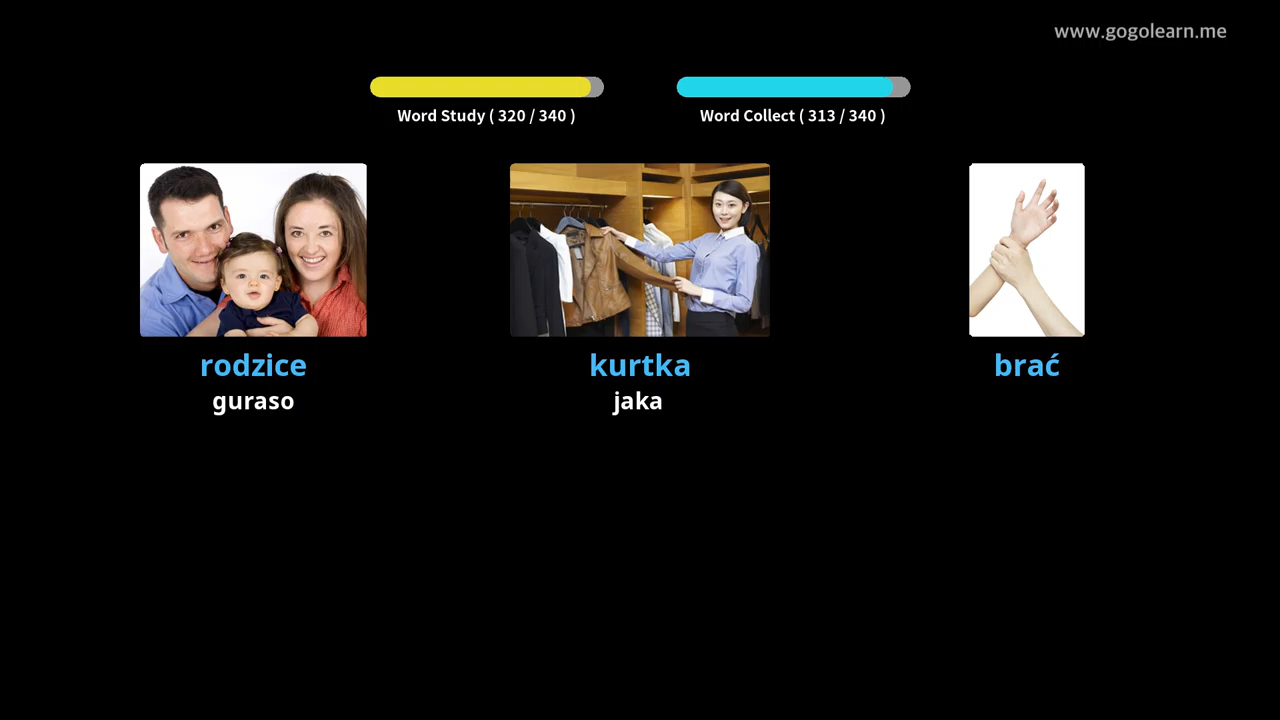 www.gogolearn.me
Word Study ( 320 / 340 )
Word Collect ( 313 / 340 )
rodzice
guraso
kurtka
jaka
brać